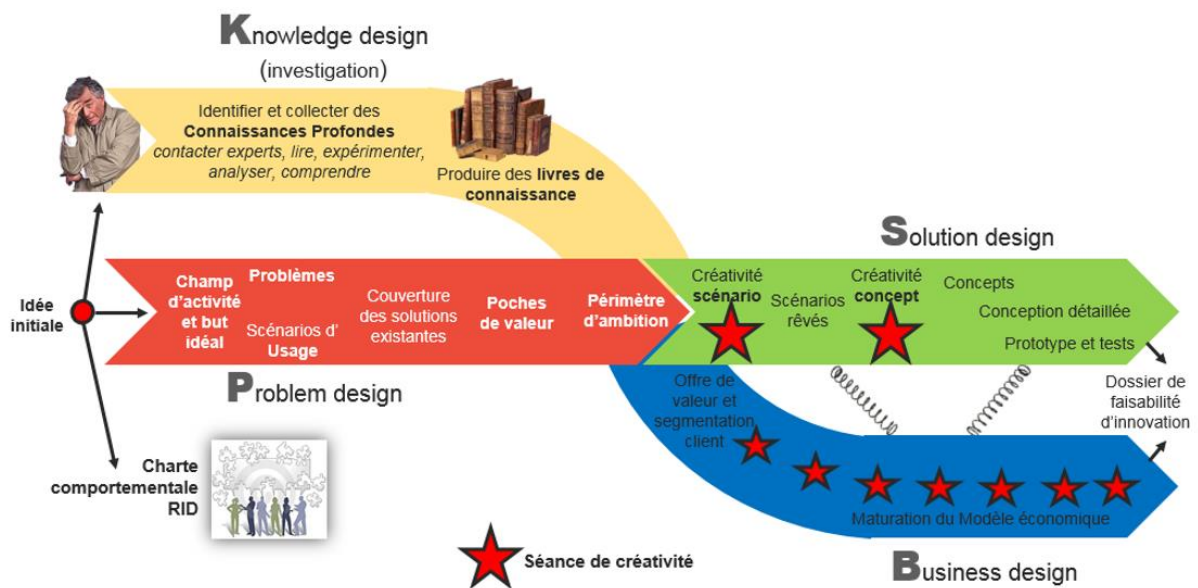 Knowledge design
(investigation)
Identifier et collecter des
Connaissances Profondes
contacter experts, lire, expérimenter,
analyser, comprendre
Produire des livres de
connaissance
Idée
initiale
Champ
d'activité
et but
idéal
Problèmes
Scénarios d'
Usage
Couverture
des solutions
existantes
Poches
de valeur
Périmètre
d'ambition
Problem design
Solution design
Créativité
scénario
Scénarios
rêvés
Créativité
concept
Concepts
Conception détaillée
Prototype et tests
Dossier de
faisabilité
d'innovation
Offre de
valeur et
segmentation
client
Maturation du Modèle économique
Business design
Charte
comportementale
RID
Séance de créativité